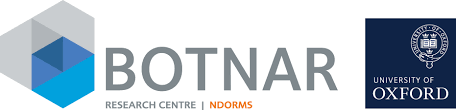 BOTNAR
RESEARCH CENTRE | NDORMS
UNIVERSITY OF
OXFORD